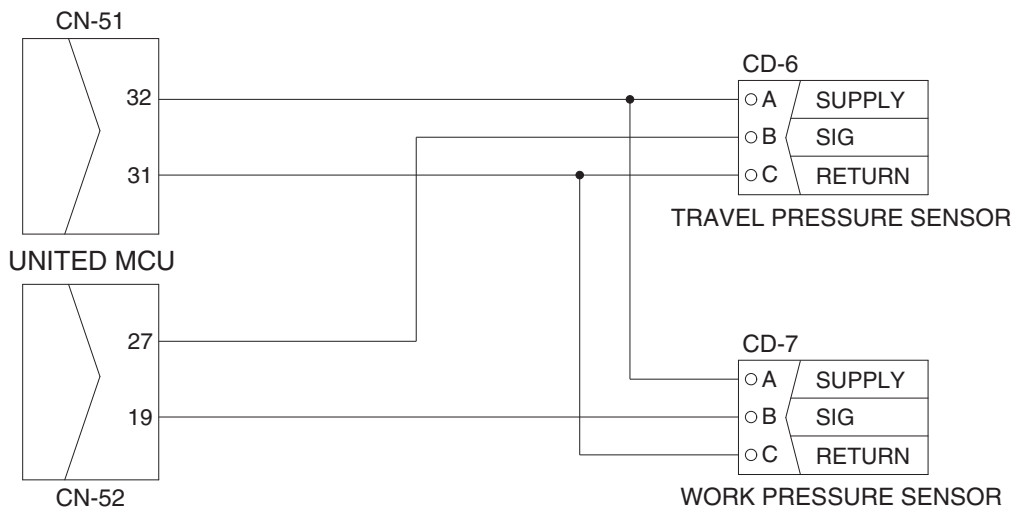 CN-51
32
31
UNITED MCU
27
19
CN-52
CD-6
A SUPPLY
B SIG
C RETURN
TRAVEL PRESSURE SENSOR
CD-7
A SUPPLY
B SIG
C RETURN
WORK PRESSURE SENSOR